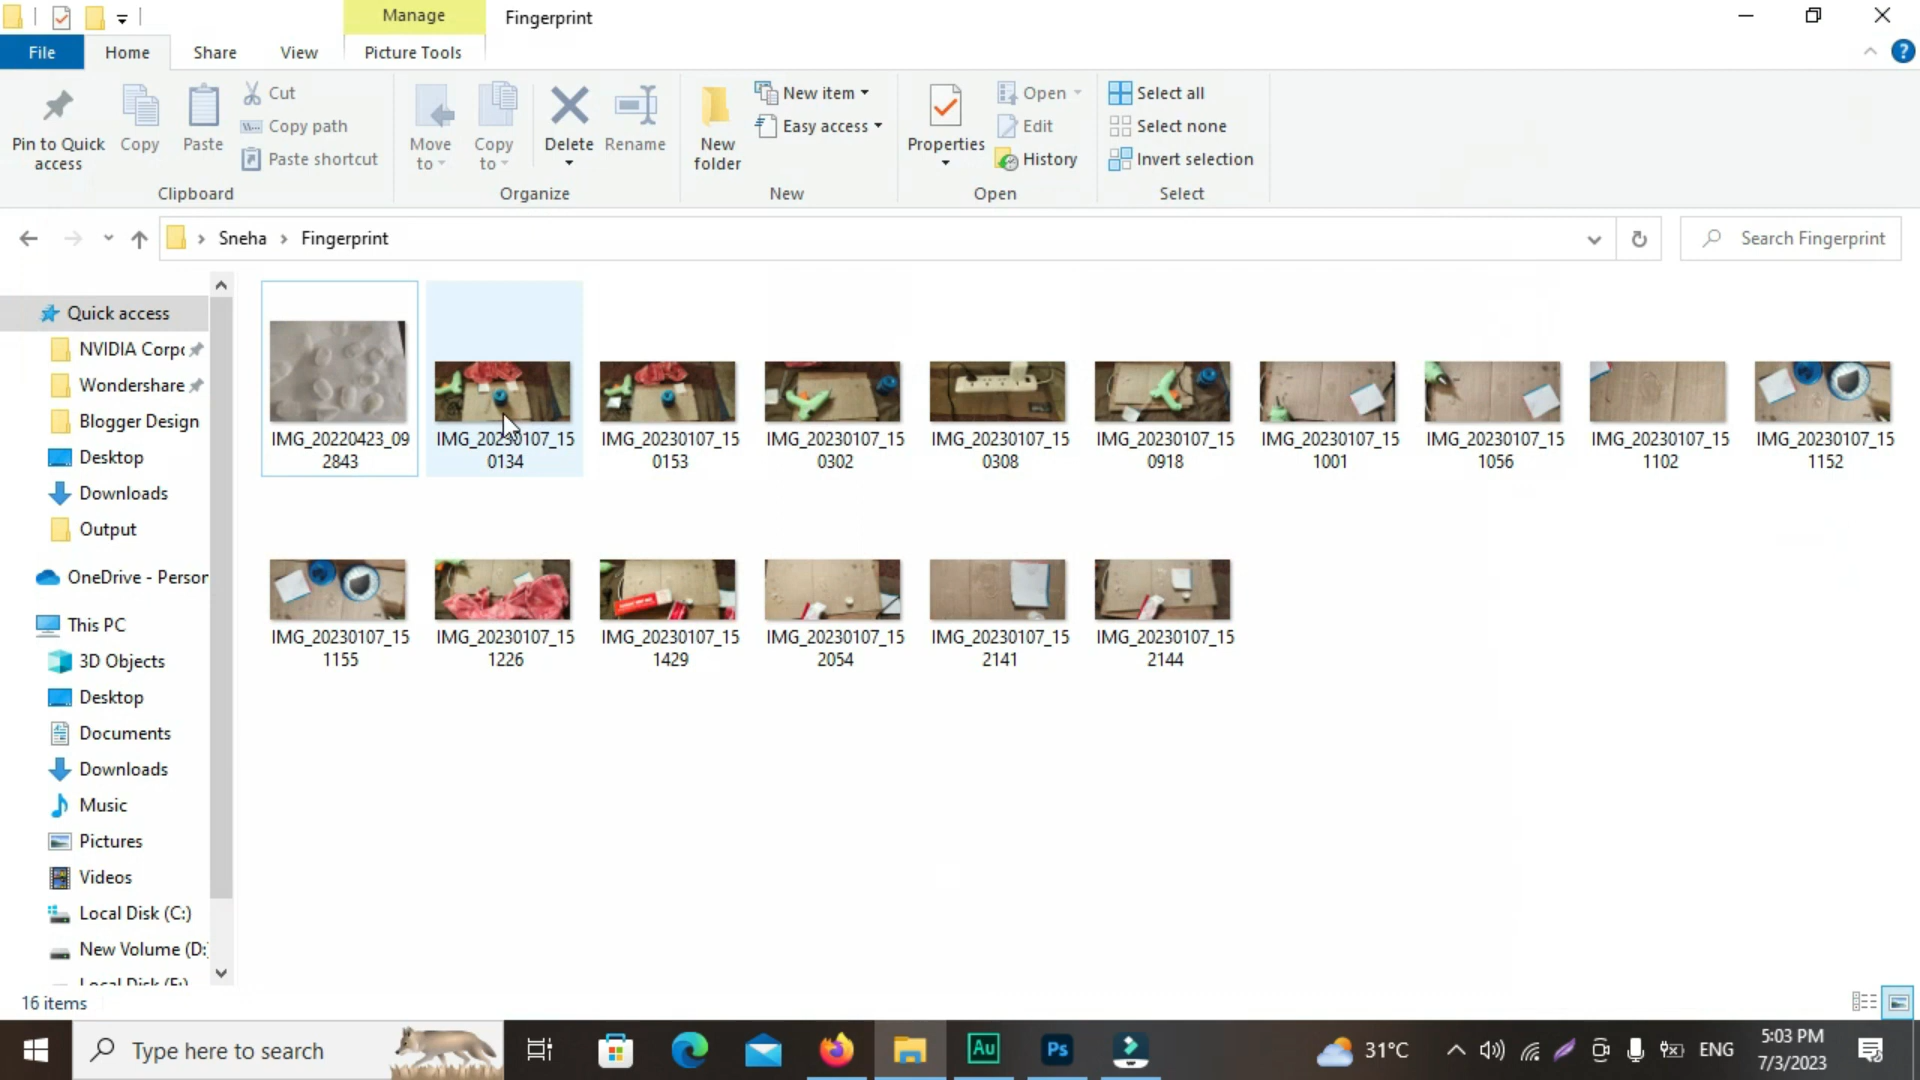 Manage
Fingerprint
File
Home
Share
View
Picture Tools
Pin to Quick access
Copy
Paste
Cut
Copy path
Paste shortcut
Move to
Copy to
Delete
Rename
New folder
New item
Easy access
Properties
Open
Edit
History
Select all
Select none
Invert selection
Clipboard
Organize
New
Open
Select
Sneha
Fingerprint
Search Fingerprint
Quick access
NVIDIA Corpc
Wondershare
Blogger Design
Desktop
Downloads
Output
OneDrive - Person
This PC
3D Objects
Desktop
Documents
Downloads
Music
Pictures
Videos
Local Disk (C:)
New Volume (D:)
IMG_20220423_09
2843
IMG_20230107_15
0134
IMG_20230107_15
0153
IMG_20230107_15
0302
IMG_20230107_15
0308
IMG_20230107_15
0918
IMG_20230107_15
1001
IMG_20230107_15
1056
IMG_20230107_15
1102
IMG_20230107_15
1152
IMG_20230107_15
1155
IMG_20230107_15
1226
IMG_20230107_15
1429
IMG_20230107_15
2054
IMG_20230107_15
2141
IMG_20230107_15
2144
16 items
Type here to search
Au
Ps
31°C
ENG
5:03 PM
7/3/2023